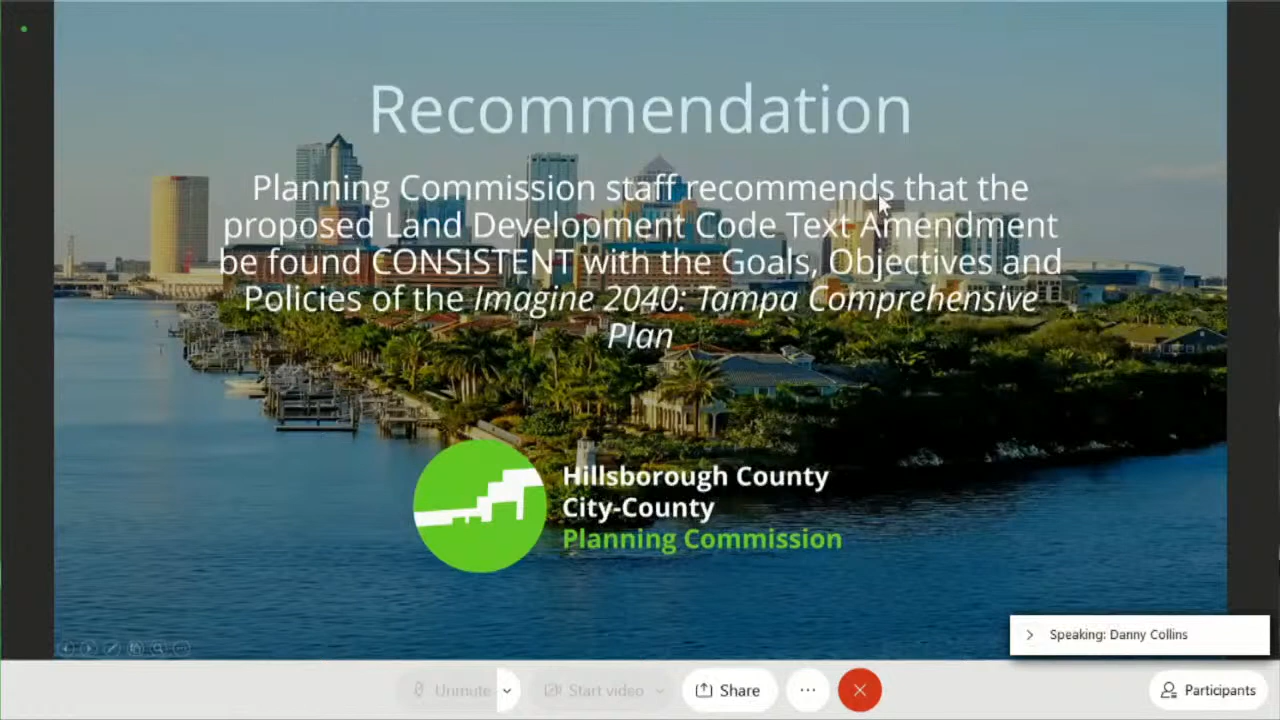 Recommendation
Planning Commission staff recommends that the
proposed Land Development Code Text Amendment
be found CONSISTENT with the Goals, Objectives and
Policies of the Imagine 2040: Tampa Comprehensive
Plan
Hillsborough County
City-County
Planning Commission
Speaking: Danny Collins
Unmute
Start video
Share
Participants